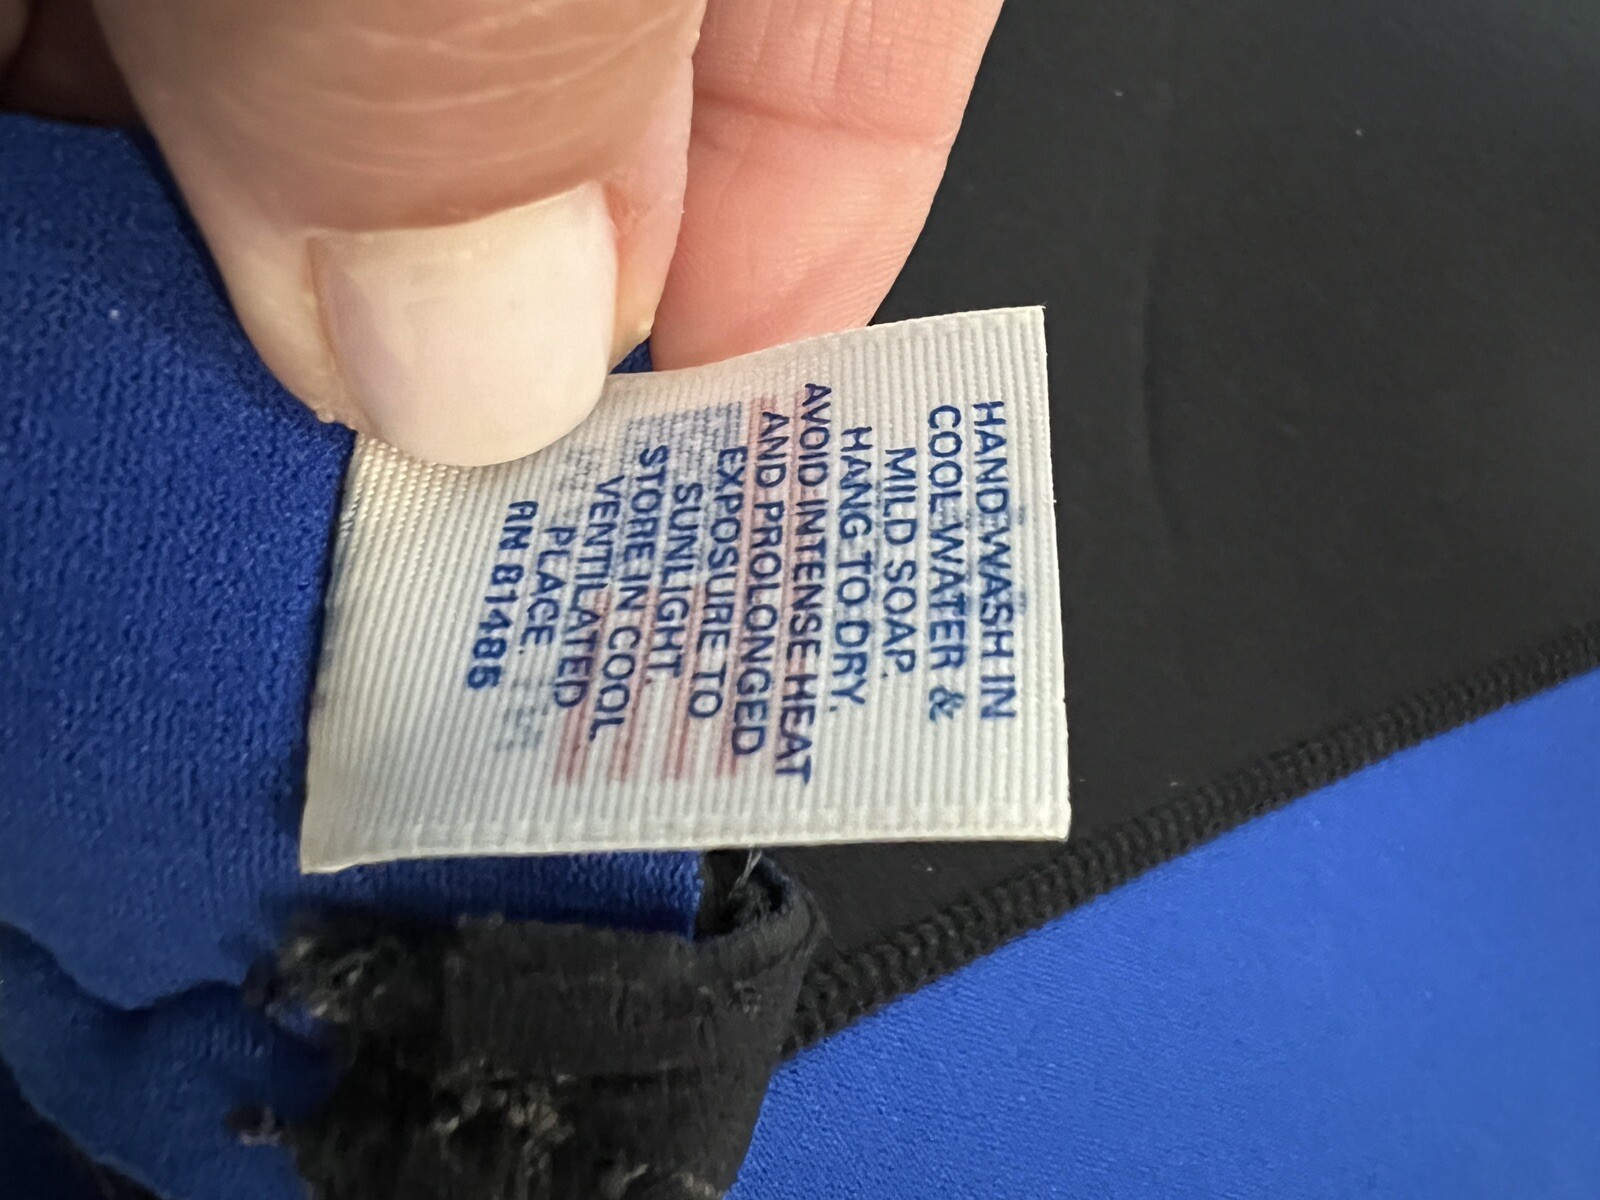 HAND WASH IN
COOL WATER &
MILD SOAP.
HANG TO DRY.
AVOID INTENSE HEAT
AND PROLONGED
EXPOSURE TO
SUNLIGHT.
STORE IN COOL
VENTILATED
PLACE.
RN 81485